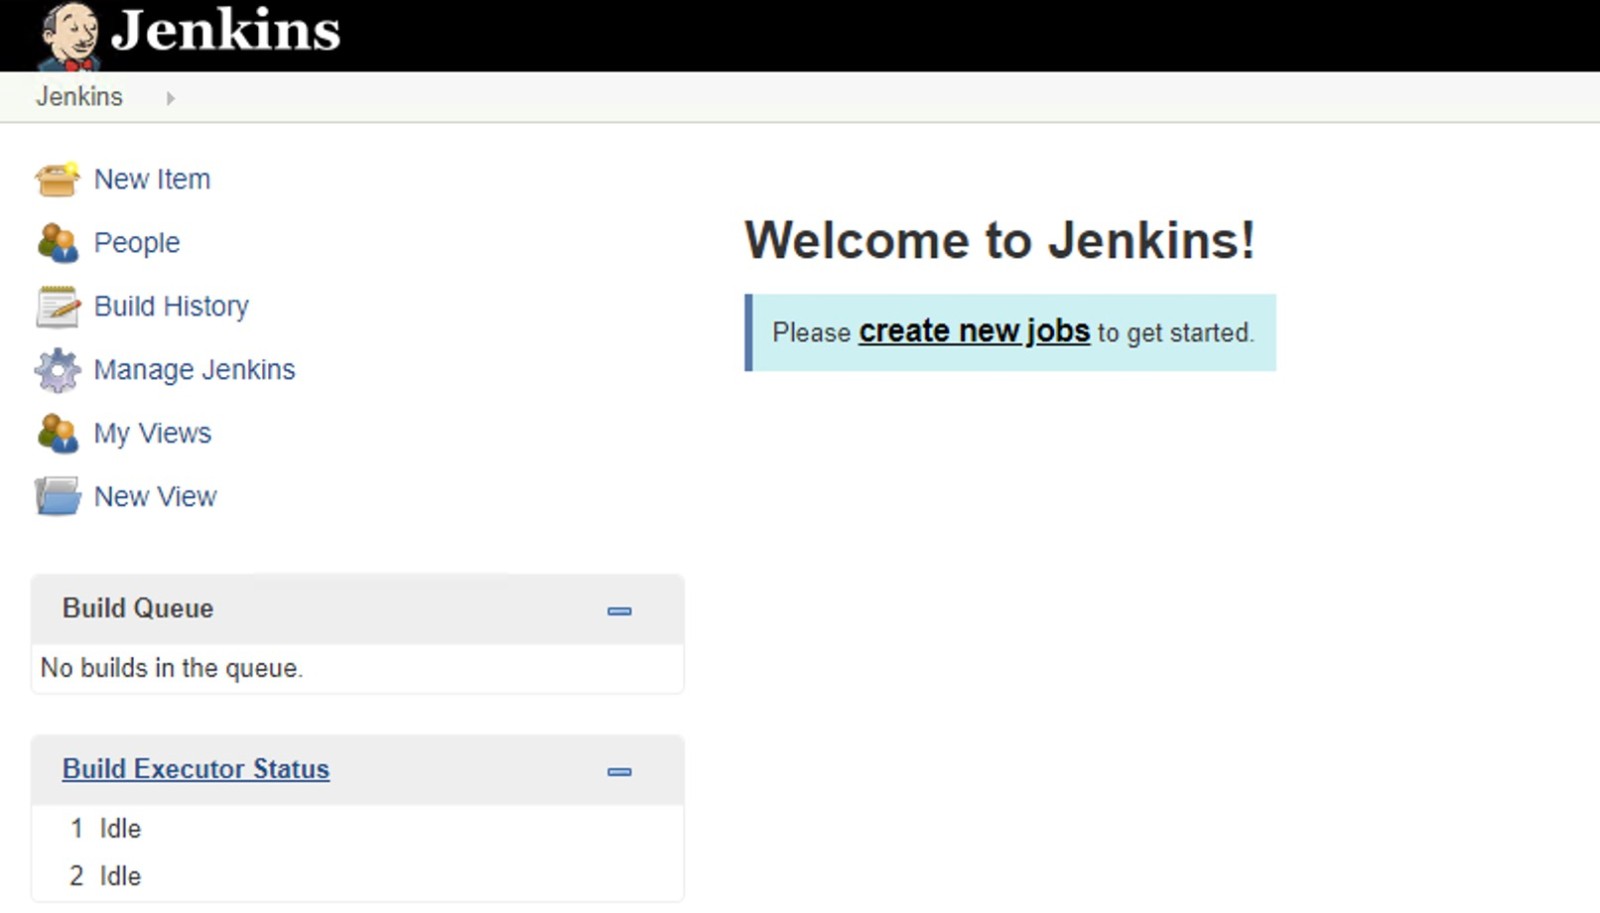 Jenkins
Jenkins
New Item
People
Build History
Manage Jenkins
My Views
New View
Welcome to Jenkins!
Please create new jobs to get started.
Build Queue
No builds in the queue.
Build Executor Status
1 Idle
2 Idle